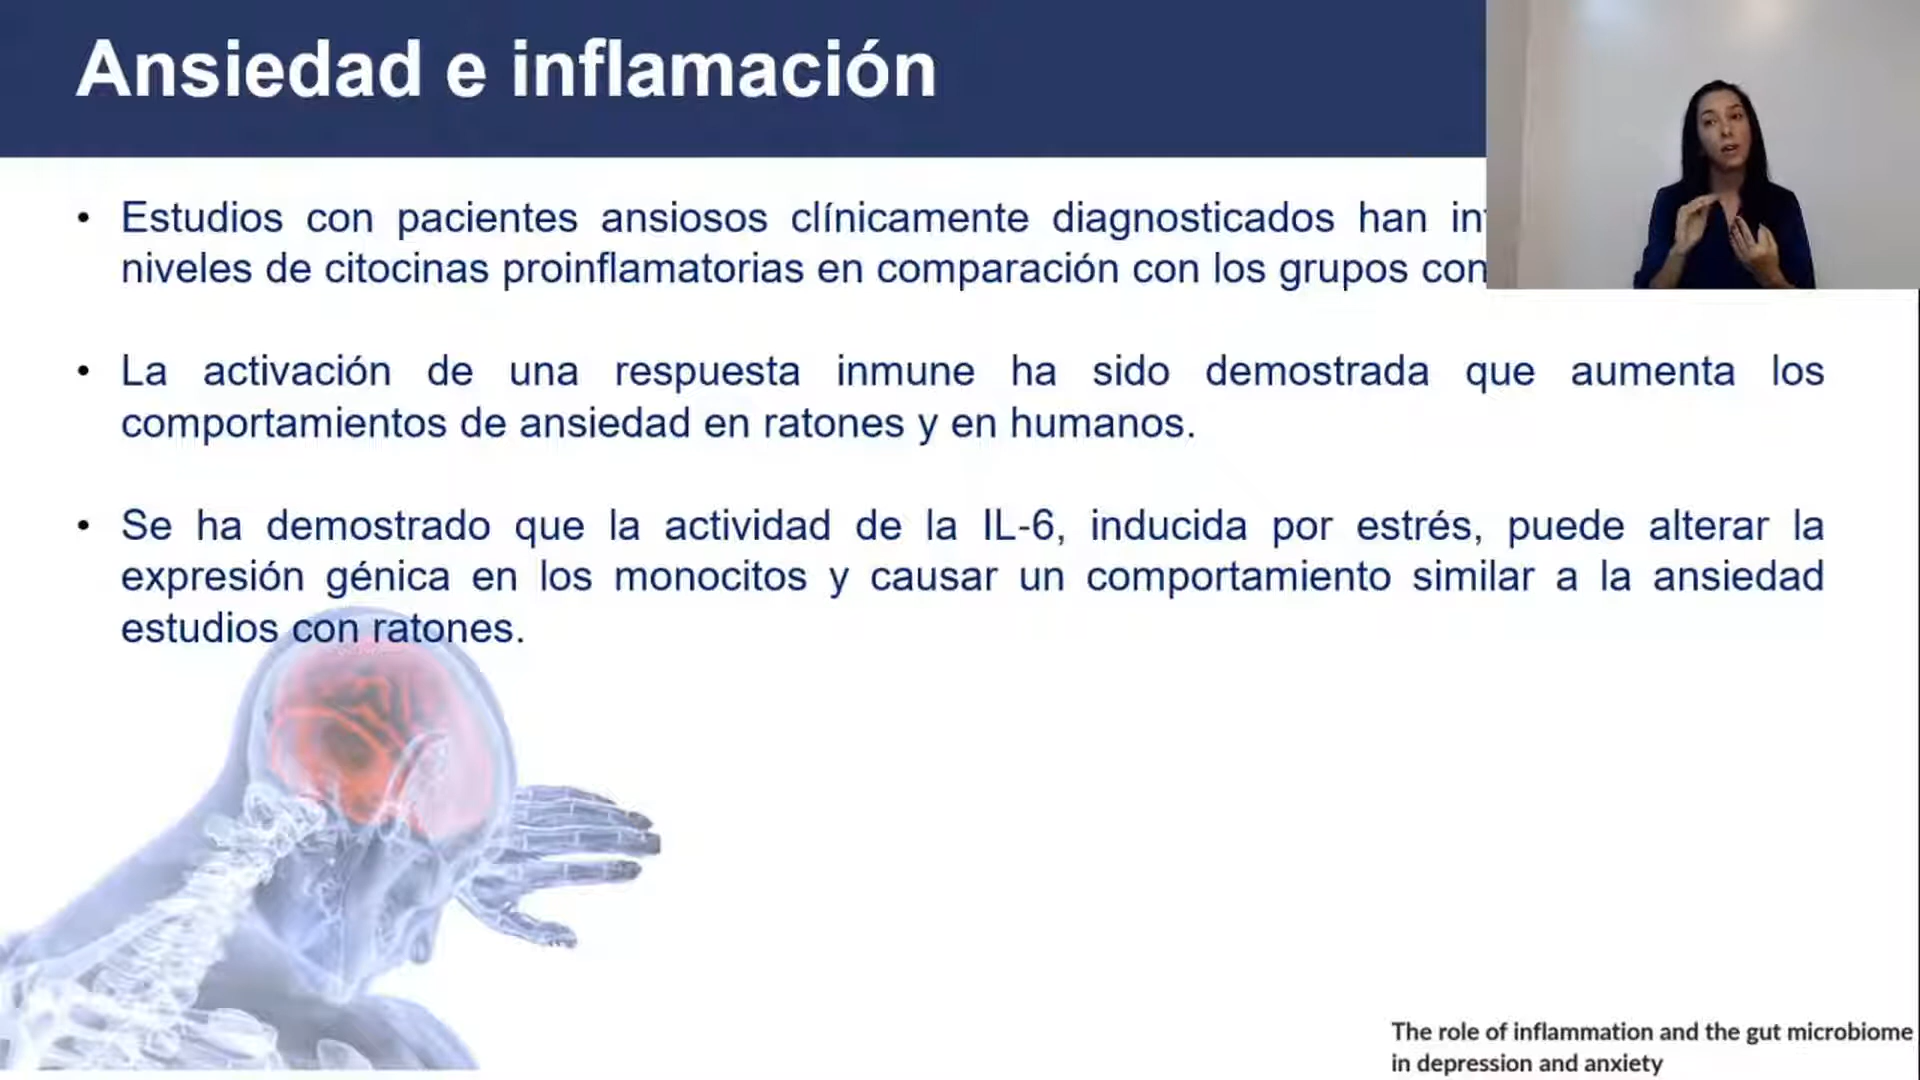 Ansiedad e inflamación
• Estudios con pacientes ansiosos clínicamente diagnosticados han
niveles de citocinas proinflamatorias en comparación con los grupos
• La activación de una respuesta inmune ha sido demostrada que aumenta los
comportamientos de ansiedad en ratones y en humanos.
• Se ha demostrado que la actividad de la IL-6, inducida por estrés, puede alterar la
expresión génica en los monocitos y causar un comportamiento similar a la ansiedad
estudios con ratones.
The role of inflammation and the gut microbiome
in depression and anxiety